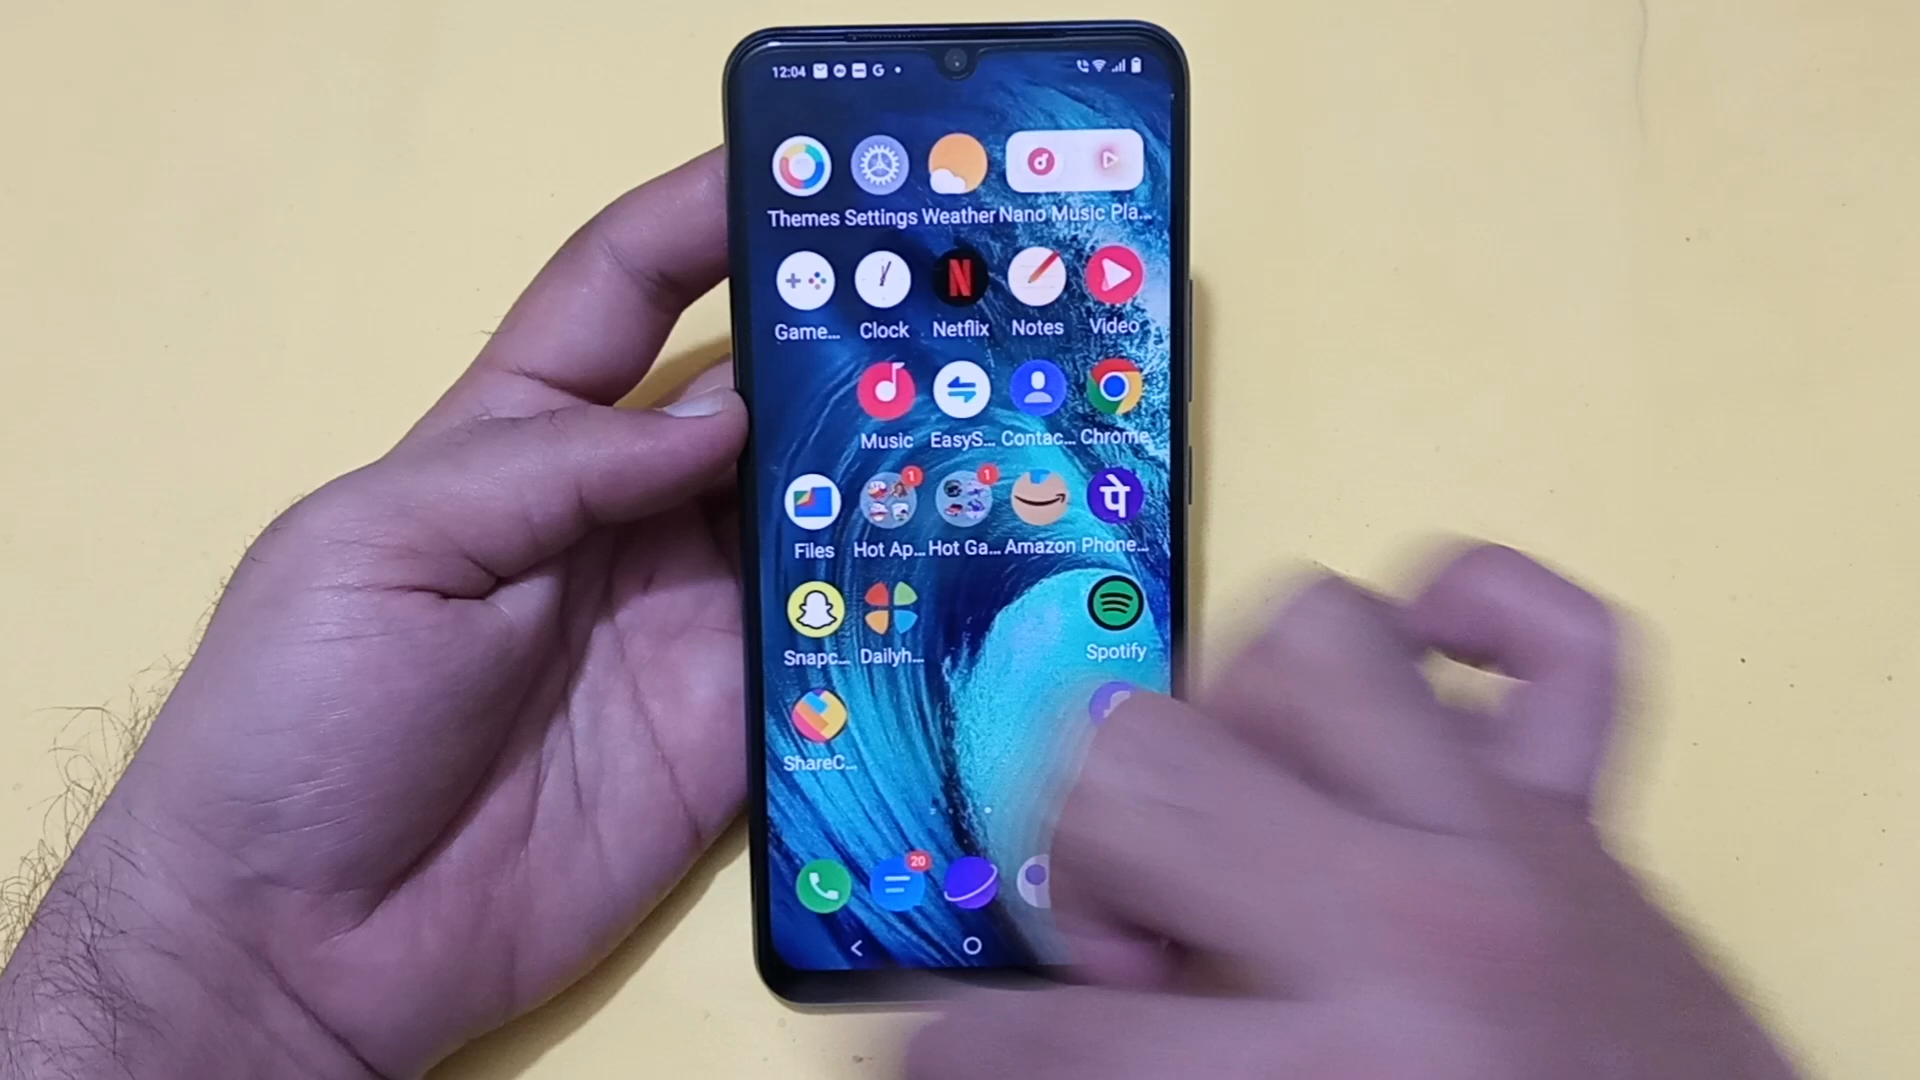 12:04 G
Themes Settings Weather Nano Music Pla...
Game... Clock Netflix Notes Video
Music EasyS... Contac... Chrome
1 1 पे
Files Hot Ap... Hot Ga... Amazon Phone...
Snapc... Dailyh... Spotify
ShareC...
20